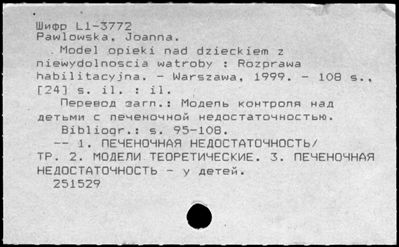 Шифр L1-3772
Pawlowska, Joanna.
Model opieki nad dzieckiem z
niewydolnoscia watroby : Rozprawa
habilitacyjna. - Warszawa, 1999. - 108 s.,
[24] s. il. : il.
Перевод загл.: Модель контроля над
детьми с печеночной недостаточностью.
Bibliogr.: s. 95-108.
-- 1. ПЕЧЕНОЧНАЯ НЕДОСТАТОЧНОСТЬ/
ТР. 2. МОДЕЛИ ТЕОРЕТИЧЕСКИЕ. 3. ПЕЧЕНОЧНАЯ
НЕДОСТАТОЧНОСТЬ - у детей.
251529